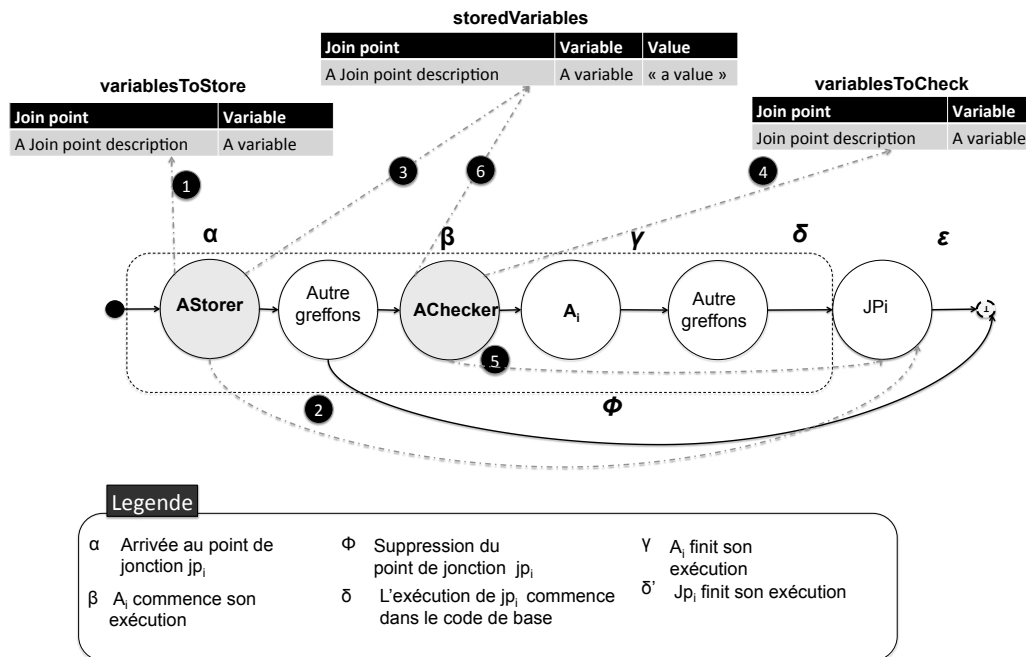 storedVariables
Join point Variable Value
A Join point description A variable « a value »
variablesToStore
Join point Variable
A Join point description A variable
variablesToCheck
Join point Variable
Join point description A variable
1
3
6
4
α β γ δ ε
AStorer
Autre
greffons
AChecker
Ai
Autre
greffons
JPi
5
2
Φ
Legende
α Arrivée au point de
jonction jpi
β Ai commence son
exécution
Φ Suppression du
point de jonction jpi
δ L'exécution de jpi commence
dans le code de base
γ Ai finit son
exécution
δ' Jpi finit son exécution